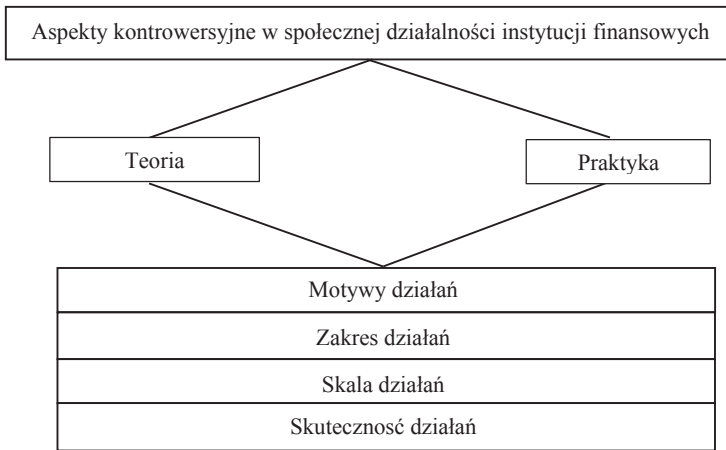 Aspekty kontrowersyjne w społecznej działalności instytucji finansowych
Teoria
Praktyka
Motywy działań
Zakres działań
Skala działań
Skutecznosć działań